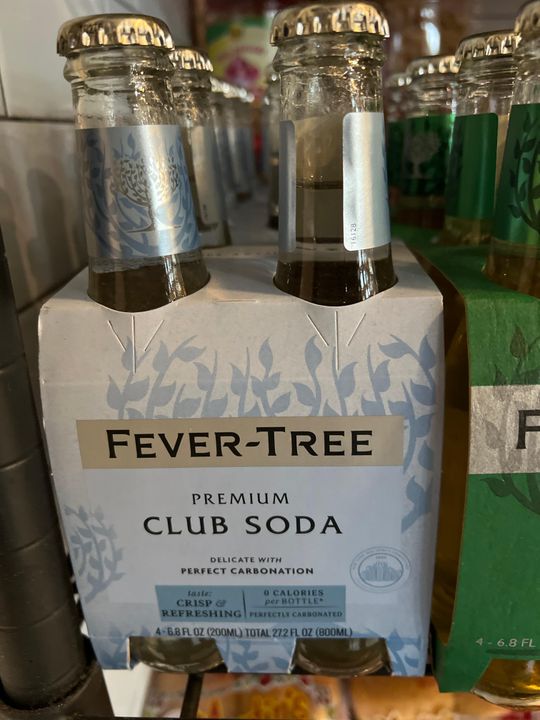 16128
FEVER-TREE
PREMIUM
CLUB SODA
DELICATE WITH
PERFECT CARBONATION
taste:
CRISP &
REFRESHING
0 CALORIES
per BOTTLE*
PERFECTLY CARBONATED
4 - 6.8 FL OZ (200ML) TOTAL 27.2 FL OZ (800ML)
F
4 - 6.8 FL